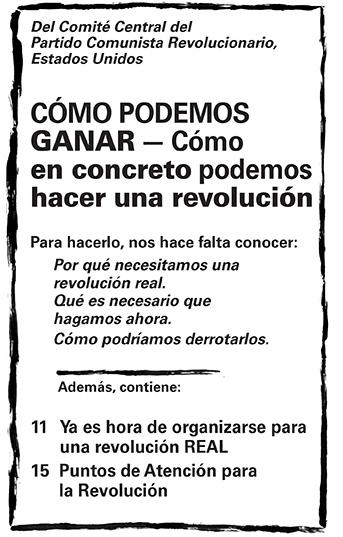 Del Comité Central del
Partido Comunista Revolucionario,
Estados Unidos
CÓMO PODEMOS
GANAR — Cómo
en concreto podemos
hacer una revolución
Para hacerlo, nos hace falta conocer:
Por qué necesitamos una
revolución real.
Qué es necesario que
hagamos ahora.
Cómo podríamos derrotarlos.
Además, contiene:
11 Ya es hora de organizarse para
una revolución REAL
15 Puntos de Atención para
la Revolución